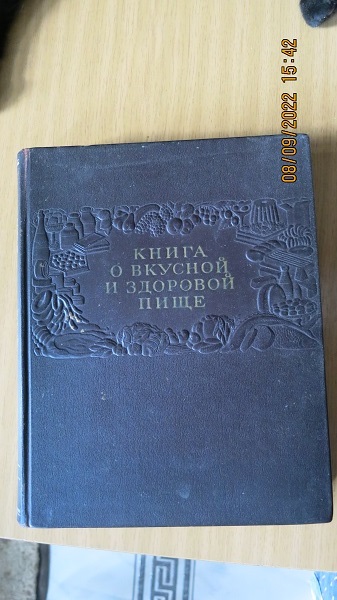 КНИГА
О ВКУСНОЙ
И ЗДОРОВОЙ
ПИЩЕ
08/09/2022 15:42